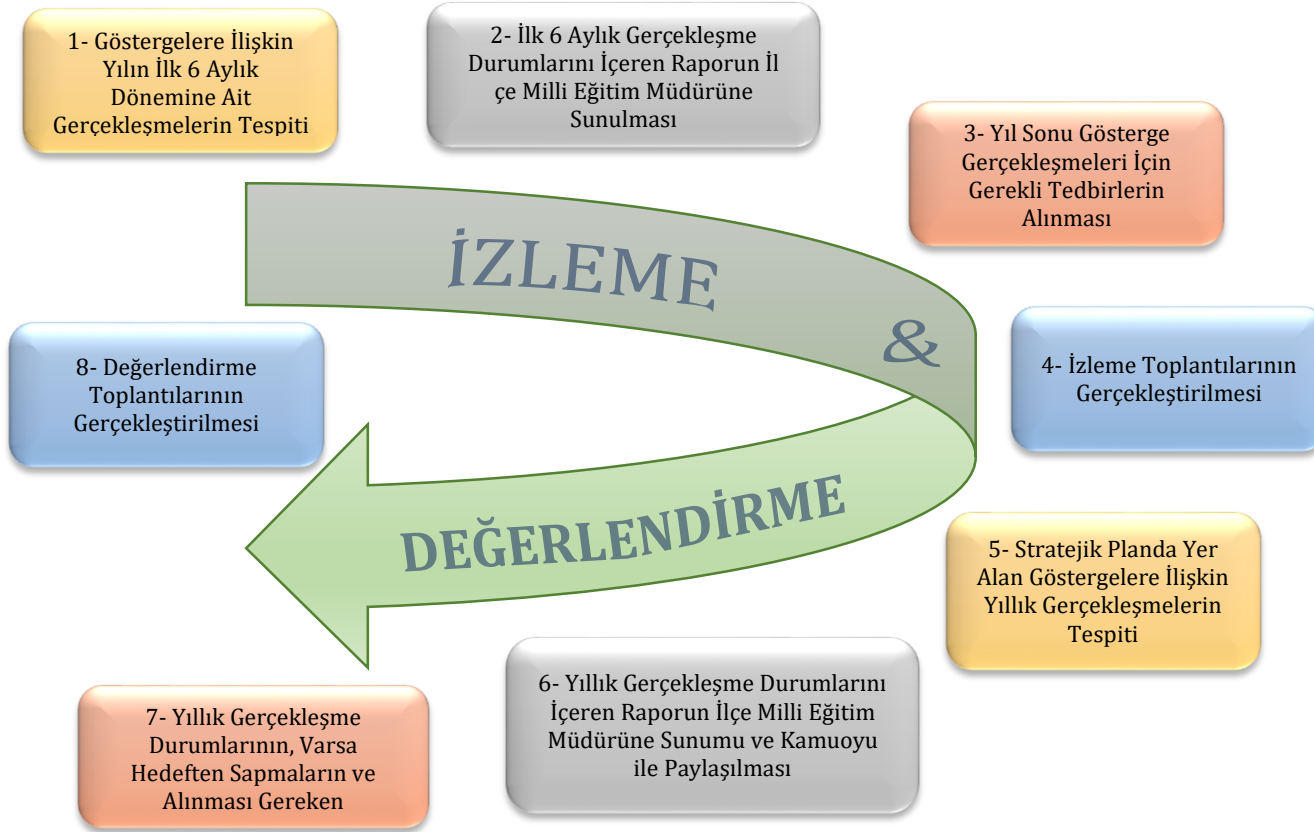 1- Göstergelere İlişkin
Yılın İlk 6 Aylık
Dönemine Ait
Gerçekleşmelerin Tespiti
2- İlk 6 Aylık Gerçekleşme
Durumlarını İçeren Raporun İl
çe Milli Eğitim Müdürüne
Sunulması
3- Yıl Sonu Gösterge
Gerçekleşmeleri İçin
Gerekli Tedbirlerin
Alınması
İZLEME
&
8- Değerlendirme
Toplantılarının
Gerçekleştirilmesi
4- İzleme Toplantılarının
Gerçekleştirilmesi
DEĞERLENDİRME
5- Stratejik Planda Yer
Alan Göstergelere İlişkin
Yıllık Gerçekleşmelerin
Tespiti
6- Yıllık Gerçekleşme Durumlarını
İçeren Raporun İlçe Milli Eğitim
Müdürüne Sunumu ve Kamuoyu
ile Paylaşılması
7- Yıllık Gerçekleşme
Durumlarının, Varsa
Hedeften Sapmaların ve
Alınması Gereken